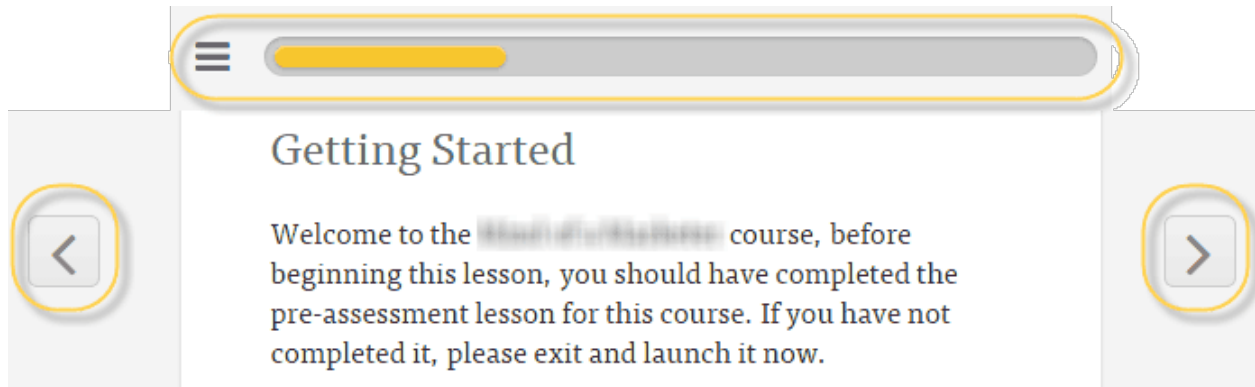 Getting Started
Welcome to the course, before
beginning this lesson, you should have completed the
pre-assessment lesson for this course. If you have not
completed it, please exit and launch it now.